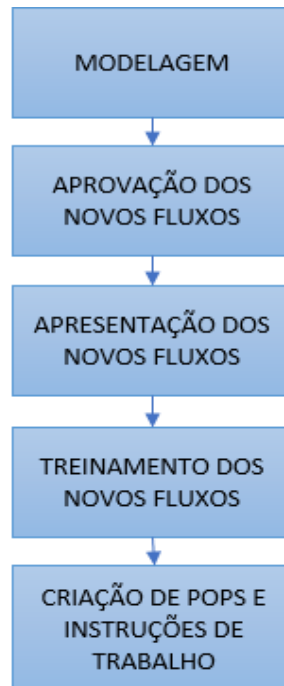 MODELAGEM
APROVAÇÃO DOS
NOVOS FLUXOS
APRESENTAÇÃO DOS
NOVOS FLUXOS
TREINAMENTO DOS
NOVOS FLUXOS
CRIAÇÃO DE POPS E
INSTRUÇÕES DE
TRABALHO